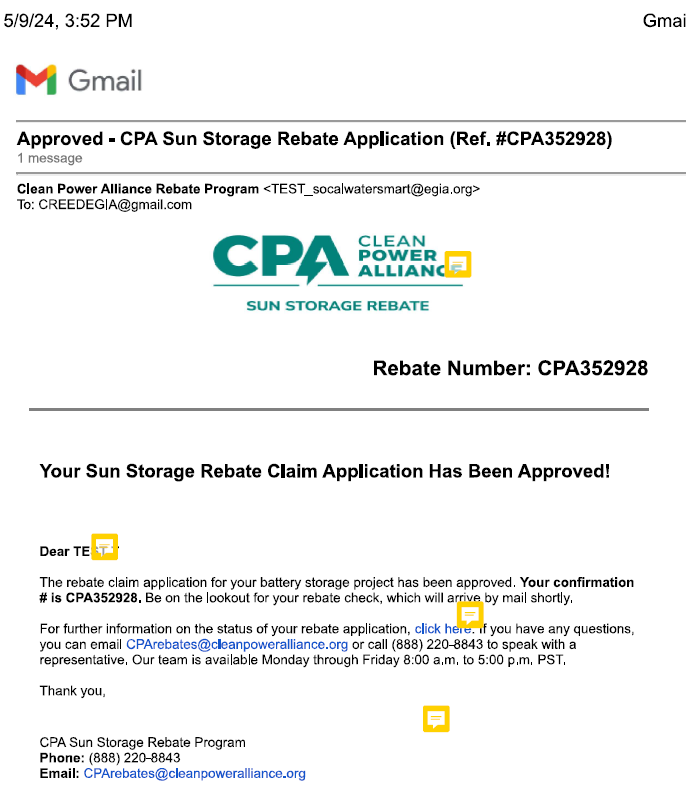 5/9/24, 3:52 PM
Gmai
Gmail
Approved - CPA Sun Storage Rebate Application (Ref. #CPA352928)
1 message
Clean Power Alliance Rebate Program <TEST_socalwatersmart@egia.org>
To: CREEDEGIA@gmail.com
CPA CLEAN
POWER
ALLIANCE
SUN STORAGE REBATE
Rebate Number: CPA352928
Your Sun Storage Rebate Claim Application Has Been Approved!
Dear TEST T
The rebate claim application for your battery storage project has been approved. Your confirmation
# is CPA352928. Be on the lookout for your rebate check, which will arrive by mail shortly.
For further information on the status of your rebate application, click here. If you have any questions,
you can email CPArebates@cleanpoweralliance.org or call (888) 220-8843 to speak with a
representative. Our team is available Monday through Friday 8:00 a.m. to 5:00 p.m. PST.
Thank you,
CPA Sun Storage Rebate Program
Phone: (888) 220-8843
Email: CPArebates@cleanpoweralliance.org